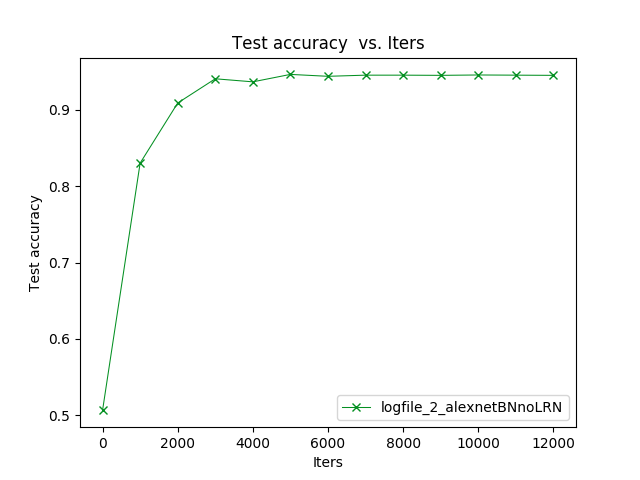 Test accuracy  vs. Iters
Test accuracy
0.9
0.8
0.7
0.6
0.5
0 2000 4000 6000 8000 10000 12000
Iters
logfile_2_alexnetBNnoLRN